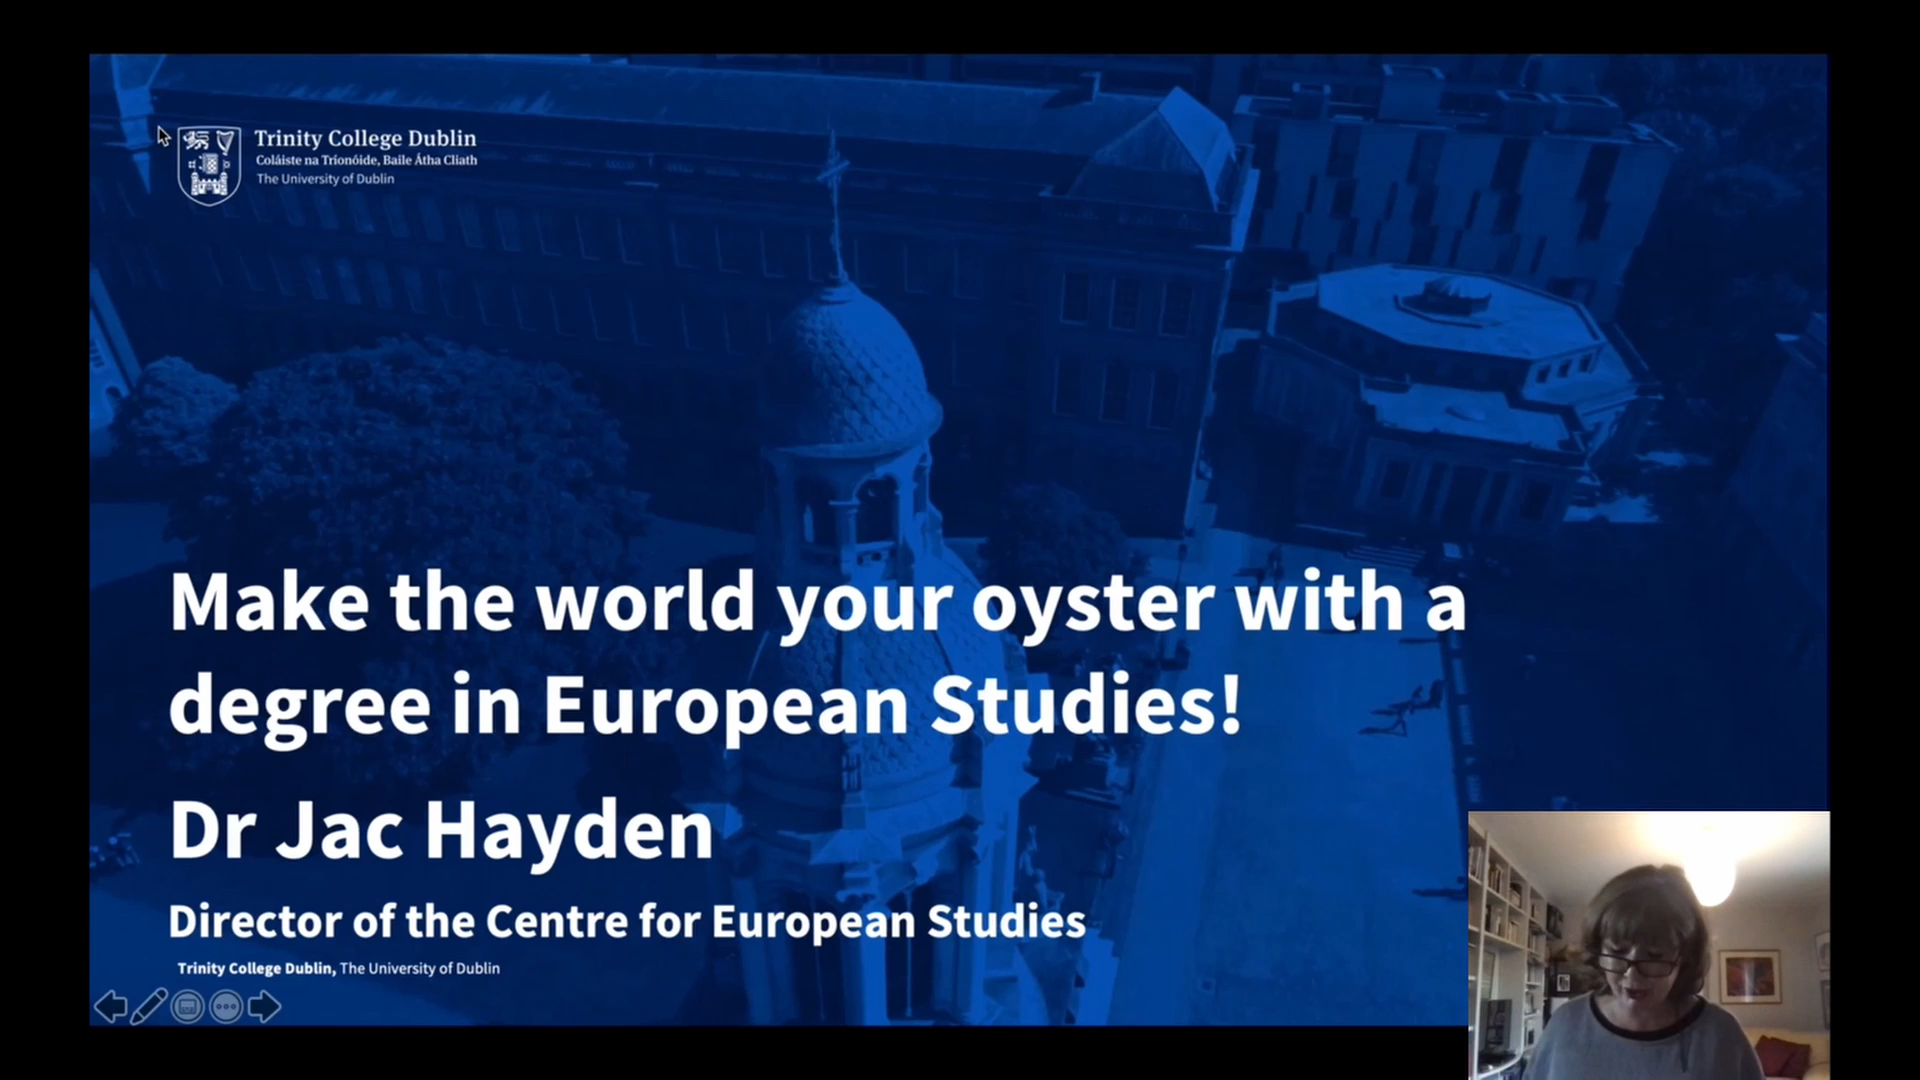 Trinity College Dublin
Coláiste na Tríonóide, Baile Átha Cliath
The University of Dublin
Make the world your oyster with a
degree in European Studies!
Dr Jac Hayden
Director of the Centre for European Studies
Trinity College Dublin, The University of Dublin